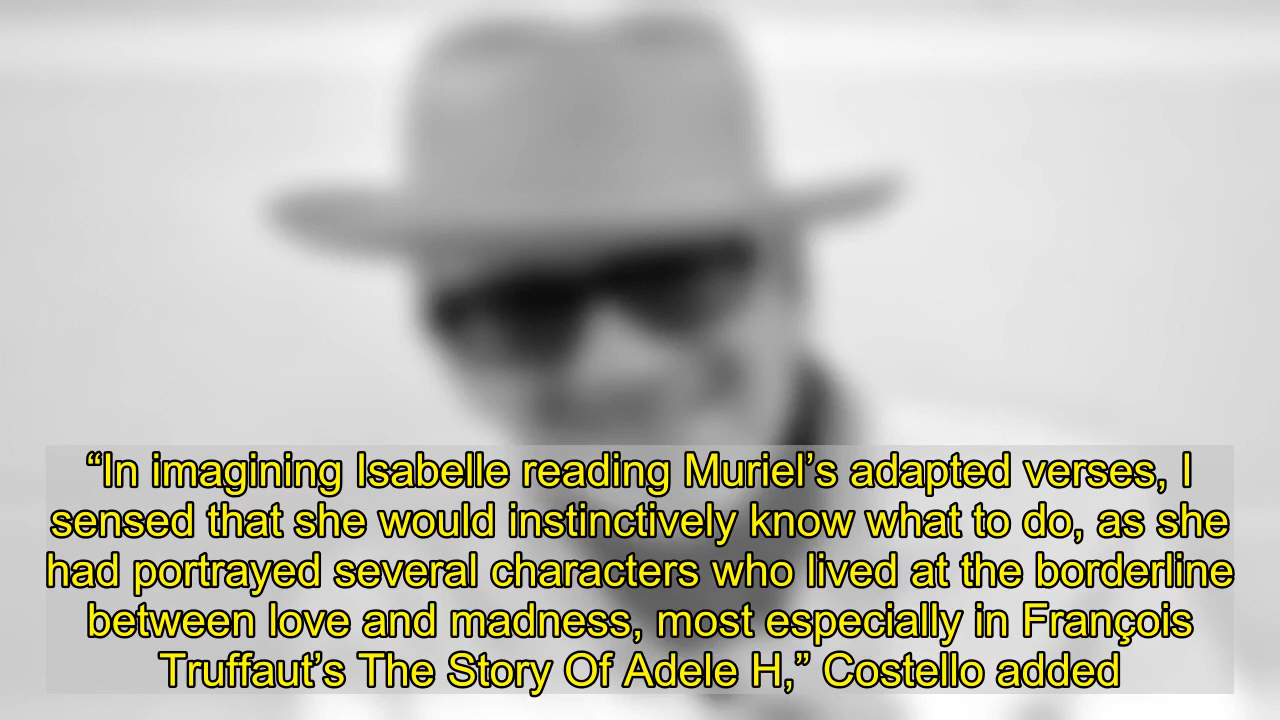 “In imagining Isabelle reading Muriel’s adapted verses, I
sensed that she would instinctively know what to do, as she
had portrayed several characters who lived at the borderline
between love and madness, most especially in François
Truffaut’s The Story Of Adele H,” Costello added